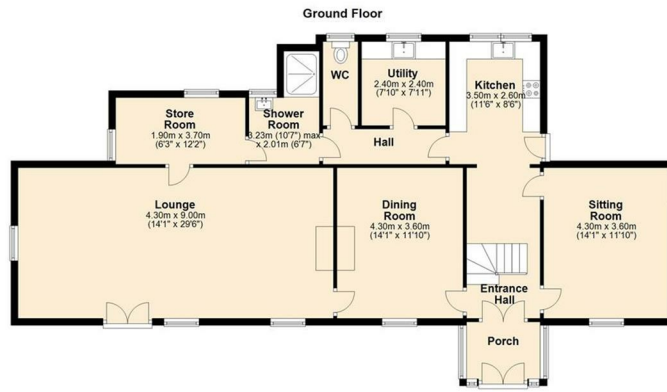 Ground Floor
WC
Utility
2.40m x 2.40m
(7'10" x 7'11")
Kitchen
3.50m x 2.60m
(11'6" x 8'6")
Store
Room
1.90m x 3.70m
(6'3" x 12'2")
Shower
Room
3.23m (10'7") max
x 2.01m (6'7")
Hall
Lounge
4.30m x 9.00m
(14'1" x 29'6")
Dining
Room
4.30m x 3.60m
(14'1" x 11'10")
Sitting
Room
4.30m x 3.60m
(14'1" x 11'10")
Entrance
Hall
Porch